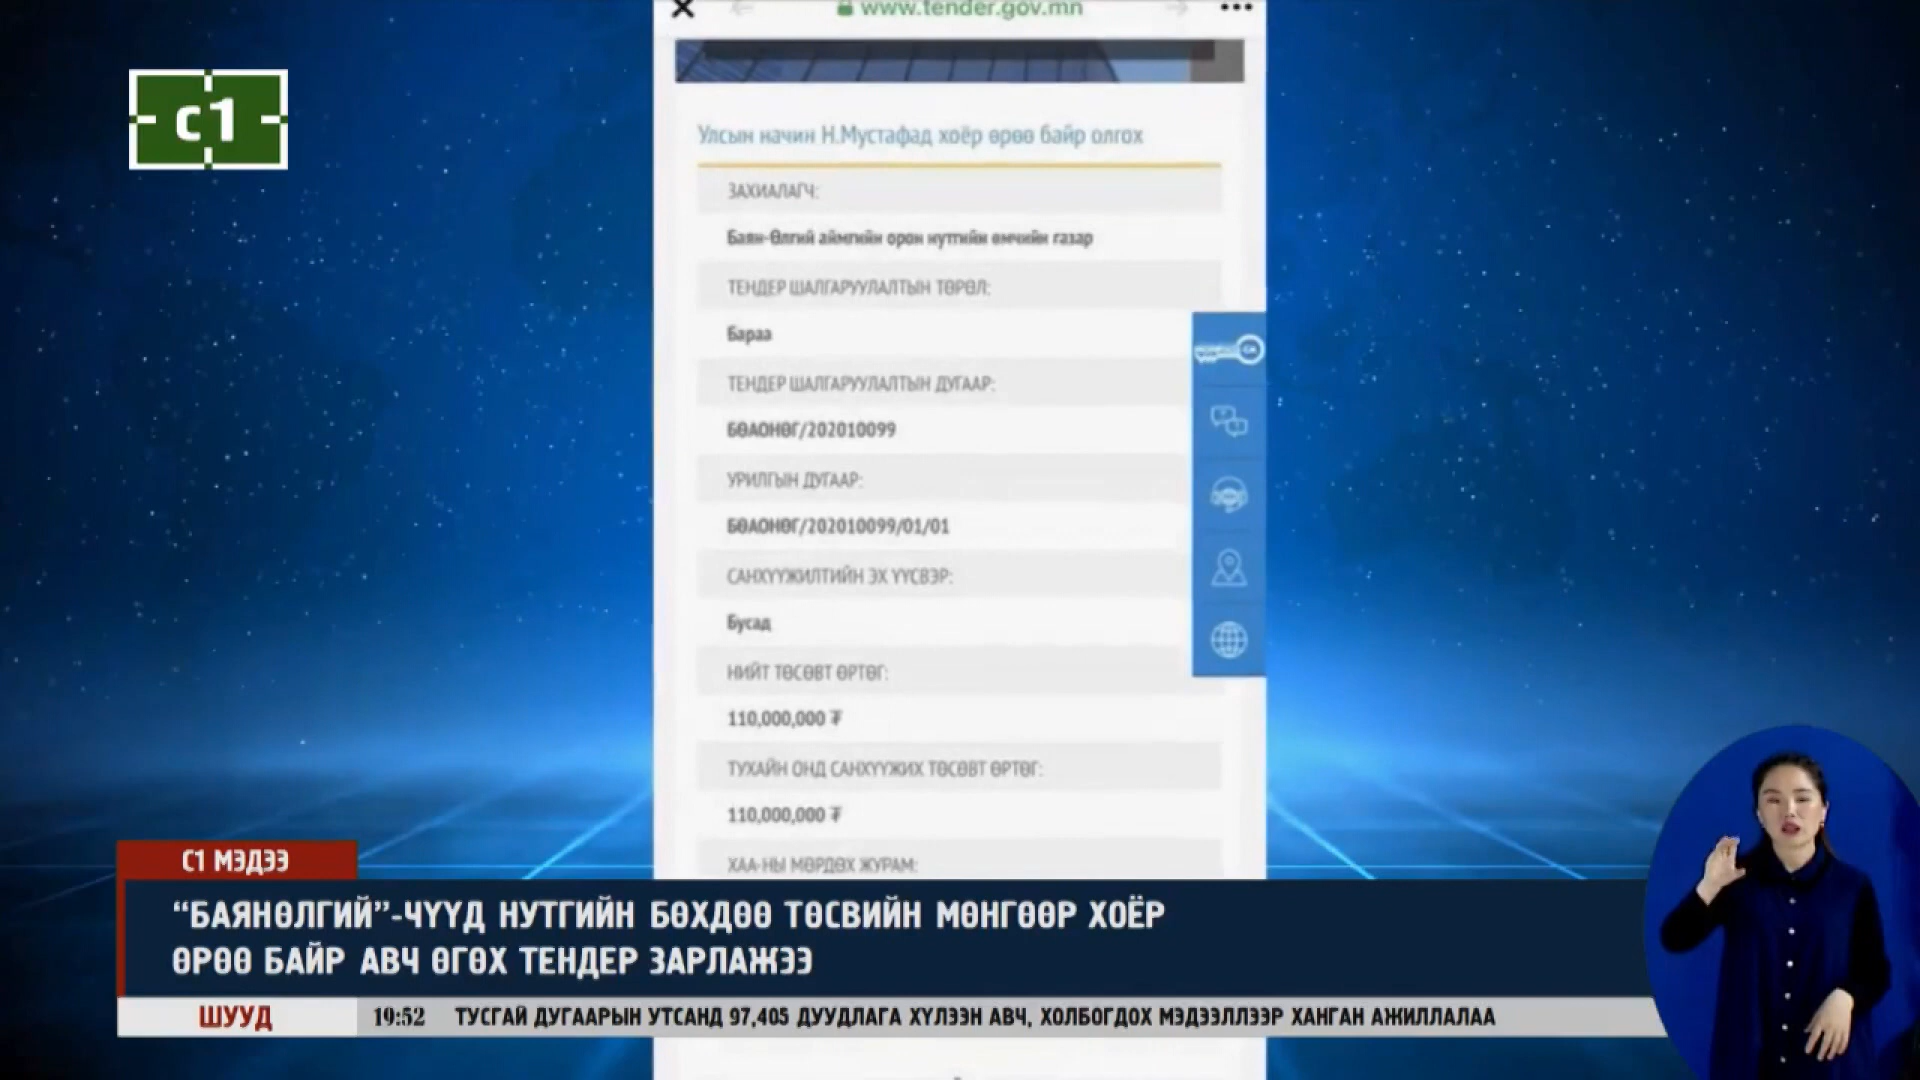 www.tender.gov.mn
с1
Улсын начин Н.Мустафад хоёр өрөө байр олгох
ЗАХИАЛАГЧ:
Баян-Өлгий аймгийн орон нутгийн өмчийн газар
ТЕНДЕР ШАЛГАРУУЛАЛТЫН ТӨРӨЛ:
Бараа
ТЕНДЕР ШАЛГАРУУЛАЛТЫН ДУГААР:
БӨАОНӨГ/202010099
УРИЛГЫН ДУГААР:
БӨАОНӨГ/202010099/01/01
САНХҮҮЖИЛТИЙН ЭХ ҮҮСВЭР:
Бусад
НИЙТ ТӨСӨВТ ӨРТӨГ:
110,000,000 ₮
ТУХАЙН ОНД САНХҮҮЖИХ ТӨСӨВТ ӨРТӨГ:
110,000,000 ₮
ХАА-НЫ МӨРДӨХ ЖУРАМ:
С1 МЭДЭЭ
“БАЯНӨЛГИЙ”-ЧҮҮД НУТГИЙН БӨХДӨӨ ТӨСВИЙН МӨНГӨӨР ХОЁР
ӨРӨӨ БАЙР АВЧ ӨГӨХ ТЕНДЕР ЗАРЛАЖЭЭ
ШУУД 19:52 ТУСГАЙ ДУГААРЫН УТСАНД 97,405 ДУУДЛАГА ХҮЛЭЭН АВЧ, ХОЛБОГДОХ МЭДЭЭЛЛЭЭР ХАНГАН АЖИЛЛАЛАА